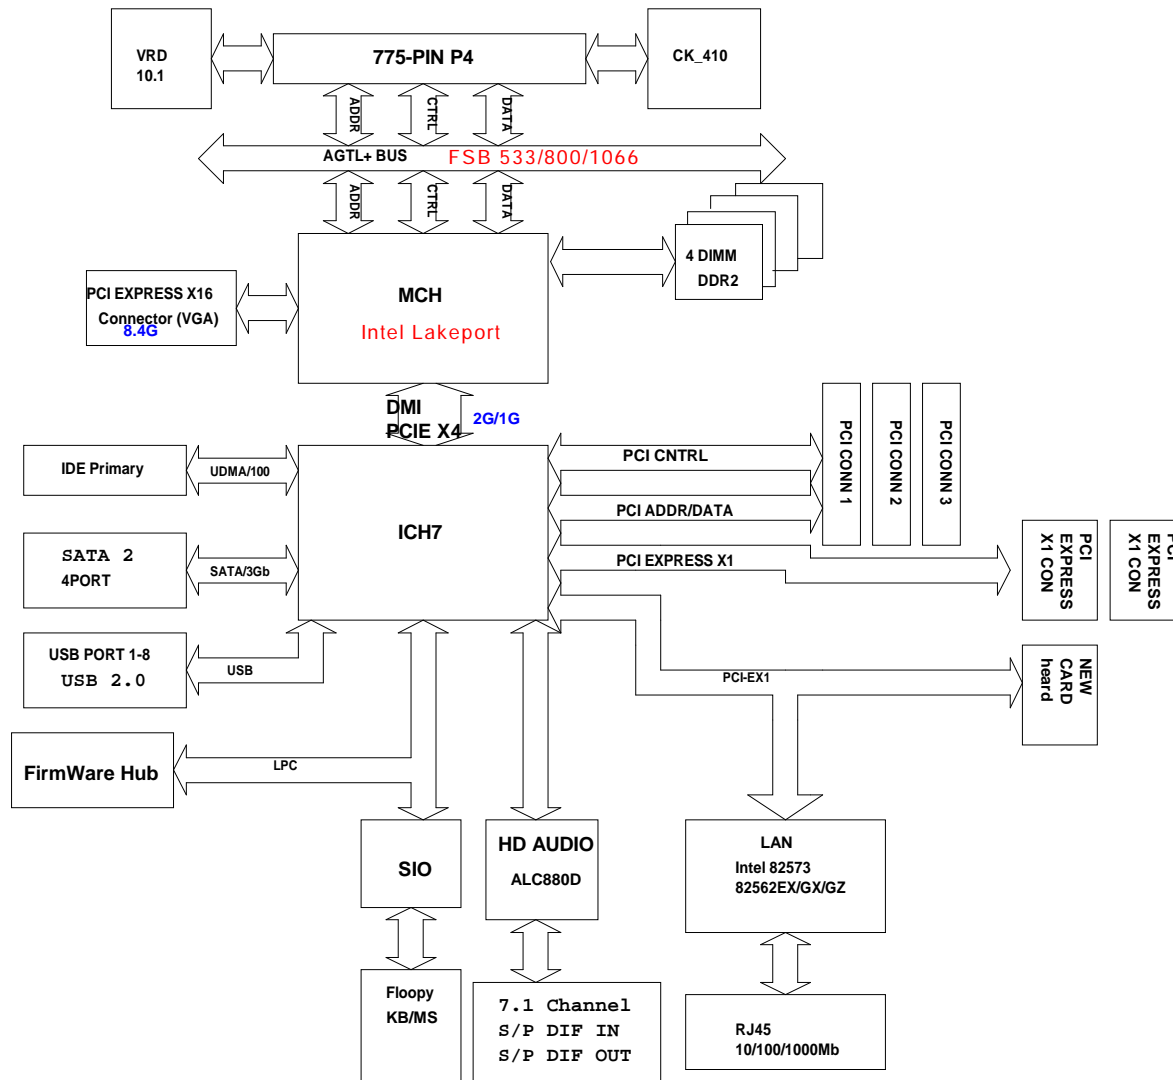 VRD
10.1
775-PIN P4
CK_410
ADDR
CTRL
DATA
AGTL+ BUS
FSB 533/800/1066
ADDR
CTRL
DATA
4 DIMM
DDR2
PCI EXPRESS X16
Connector (VGA)
8.4G
MCH
Intel Lakeport
DMI
PCIE X4
2G/1G
IDE Primary
UDMA/100
ICH7
PCI CNTRL
PCI ADDR/DATA
PCI EXPRESS X1
PCI CONN 1
PCI CONN 2
PCI CONN 3
SATA 2
4PORT
SATA/3Gb
PCI
EXPRESS
X1 CON
PCI
EXPRESS
X1 CON
USB PORT 1-8
USB 2.0
USB
PCI-EX1
NEW
CARD
heard
FirmWare Hub
LPC
SIO
HD AUDIO
ALC880D
LAN
Intel 82573
82562EX/GX/GZ
Floopy
KB/MS
7.1 Channel
S/P DIF IN
S/P DIF OUT
RJ45
10/100/1000Mb